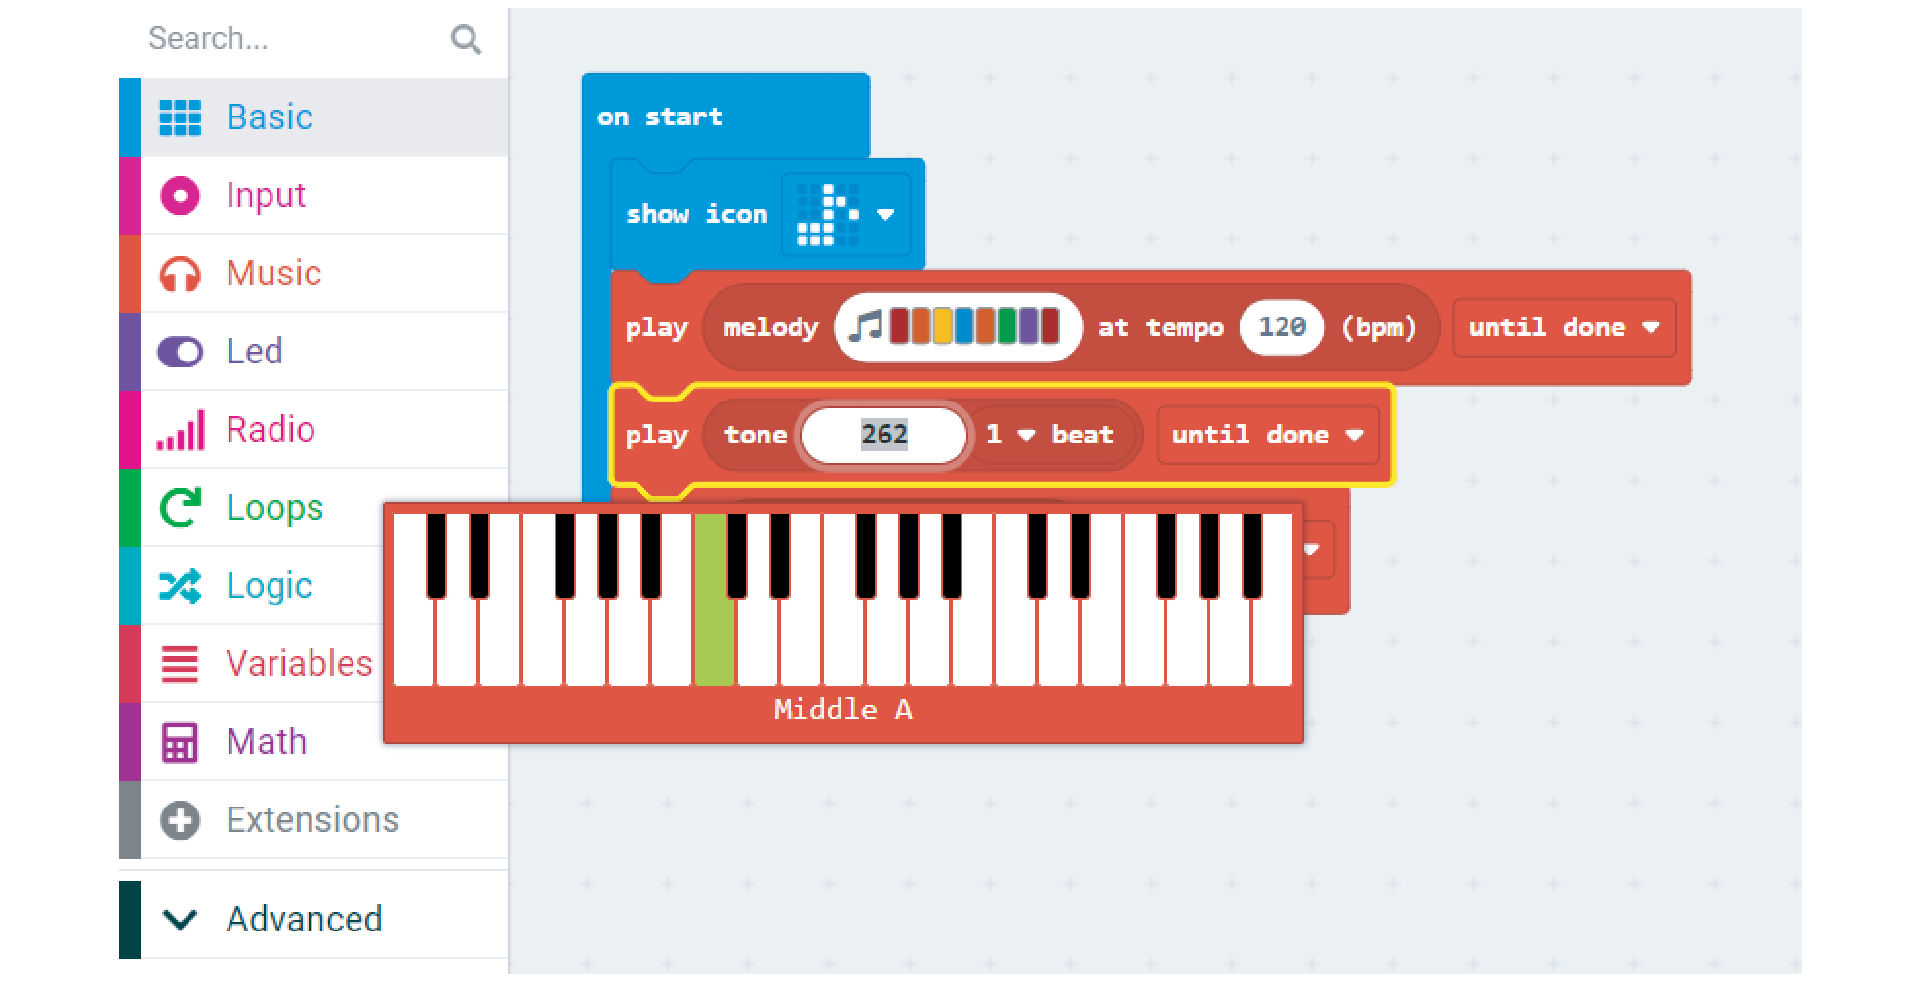 Search...
Basic
Input
Music
Led
Radio
Loops
Logic
Variables
Math
Extensions
Advanced
on start
show icon
play melody at tempo 120 (bpm) until done
play tone 262 1 beat until done
Middle A